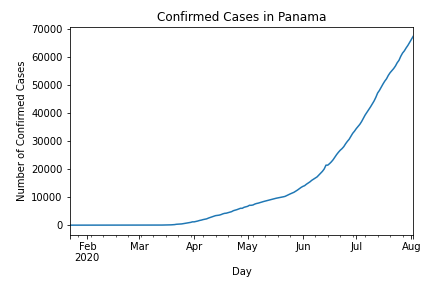 Confirmed Cases in Panama
Number of Confirmed Cases
70000
60000
50000
40000
30000
20000
10000
0
Feb
2020
Mar
Apr
May
Jun
Jul
Aug
Day